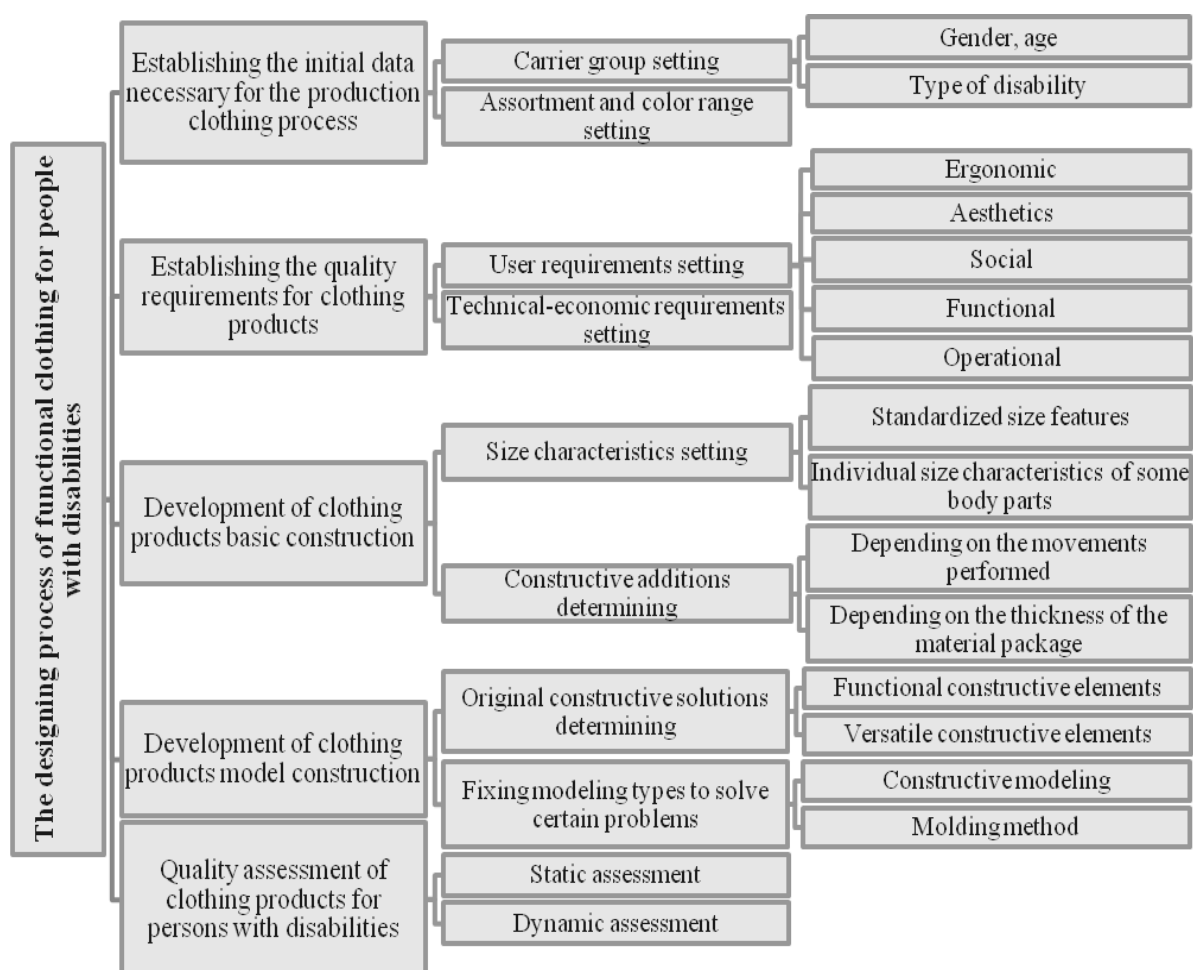 The designing process of functional clothing for people
with disabilities
Establishing the initial data
necessary for the production
clothing process
Carrier group setting
Gender, age
Type of disability
Assortment and color range
setting
Establishing the quality
requirements for clothing
products
User requirements setting
Ergonomic
Aesthetics
Social
Functional
Operational
Technical-economic requirements
setting
Development of clothing
products basic construction
Size characteristics setting
Standardized size features
Individual size characteristics of some
body parts
Constructive additions
determining
Depending on the movements
performed
Depending on the thickness of the
material package
Development of clothing
products model construction
Original constructive solutions
determining
Functional constructive elements
Versatile constructive elements
Fixing modeling types to solve
certain problems
Constructive modeling
Molding method
Quality assessment of
clothing products for
persons with disabilities
Static assessment
Dynamic assessment